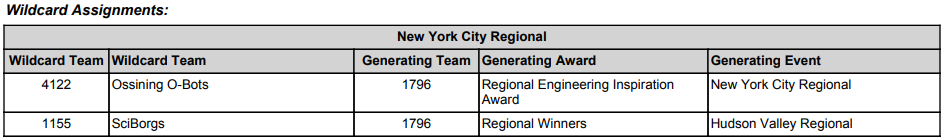 Wildcard Assignments:
New York City Regional
Wildcard Team Wildcard Team Generating Team Generating Award Generating Event
4122 Ossining O-Bots 1796 Regional Engineering Inspiration Award New York City Regional
1155 SciBorgs 1796 Regional Winners Hudson Valley Regional